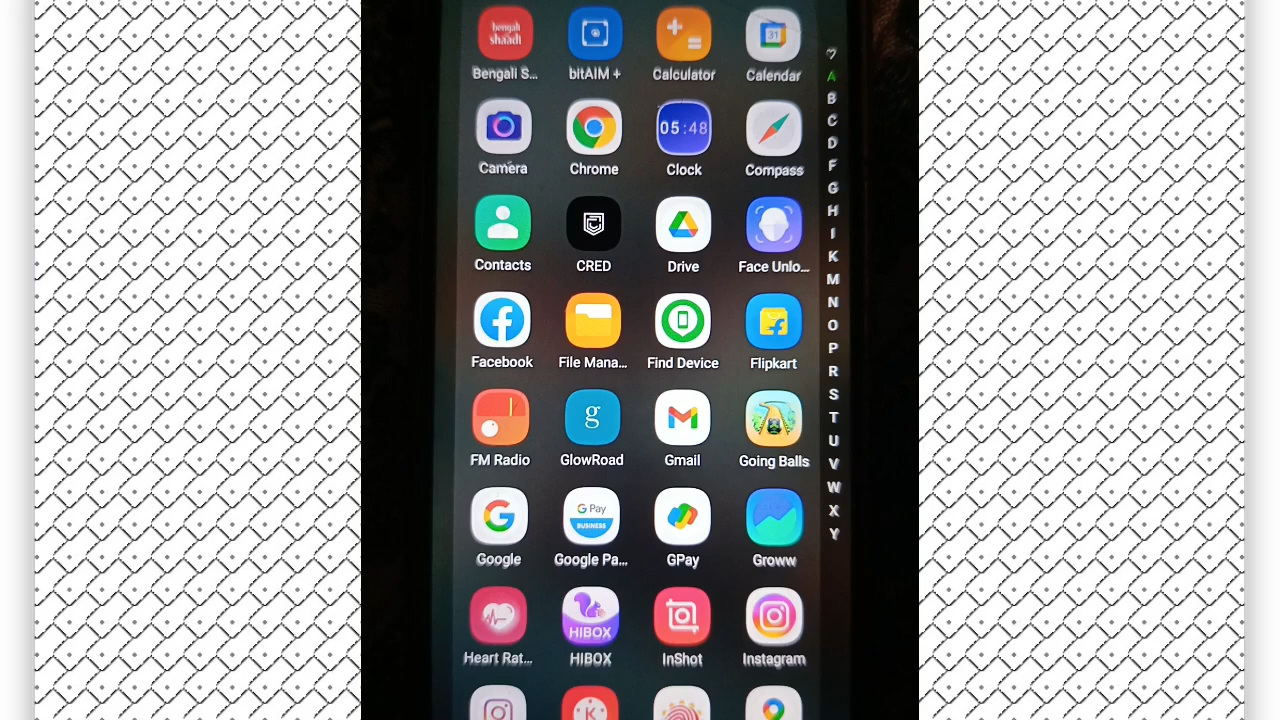 bengali
shaadi
Bengali S...
bitAIM +
Calculator
31
Calendar
Camera
Chrome
05:48
Clock
Compass
Contacts
CRED
Drive
Face Unlo...
Facebook
File Mana...
Find Device
Flipkart
FM Radio
g
GlowRoad
Gmail
Going Balls
G
Google
G Pay
BUSINESS
Google Pa...
GPay
Groww
Heart Rat...
HIBOX
HIBOX
InShot
Instagram
K
A
B
C
D
F
G
H
I
K
M
N
O
P
R
S
T
U
V
W
X
Y